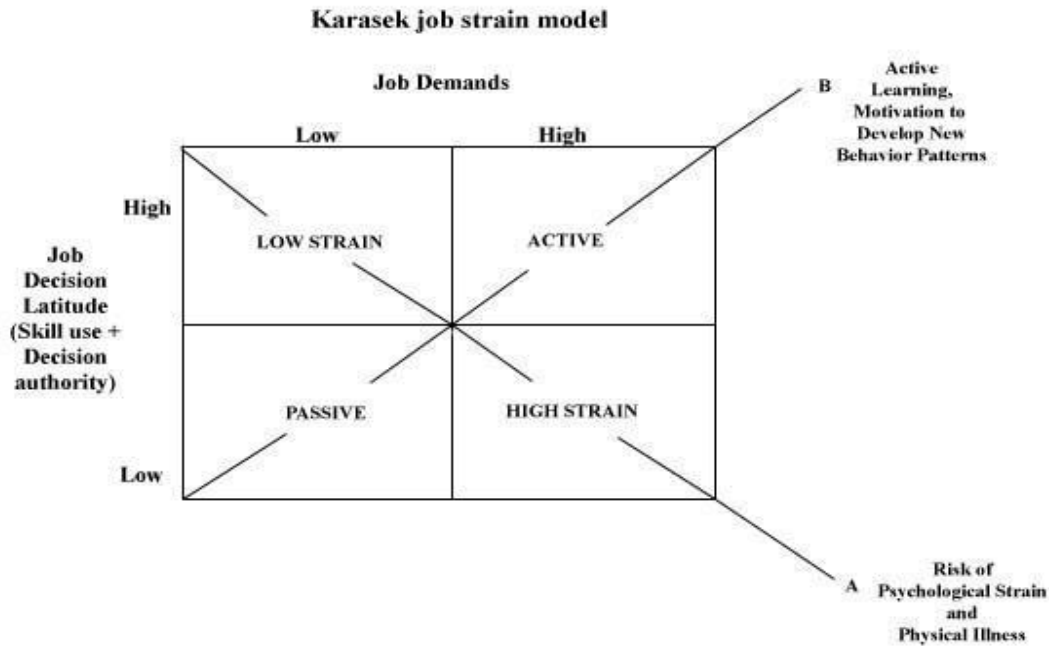 Karasek job strain model
Job Demands
Low High
B
Active
Learning,
Motivation to
Develop New
Behavior Patterns
High
LOW STRAIN ACTIVE
Job
Decision
Latitude
(Skill use +
Decision
authority)
PASSIVE HIGH STRAIN
Low
A
Risk of
Psychological Strain
and
Physical Illness